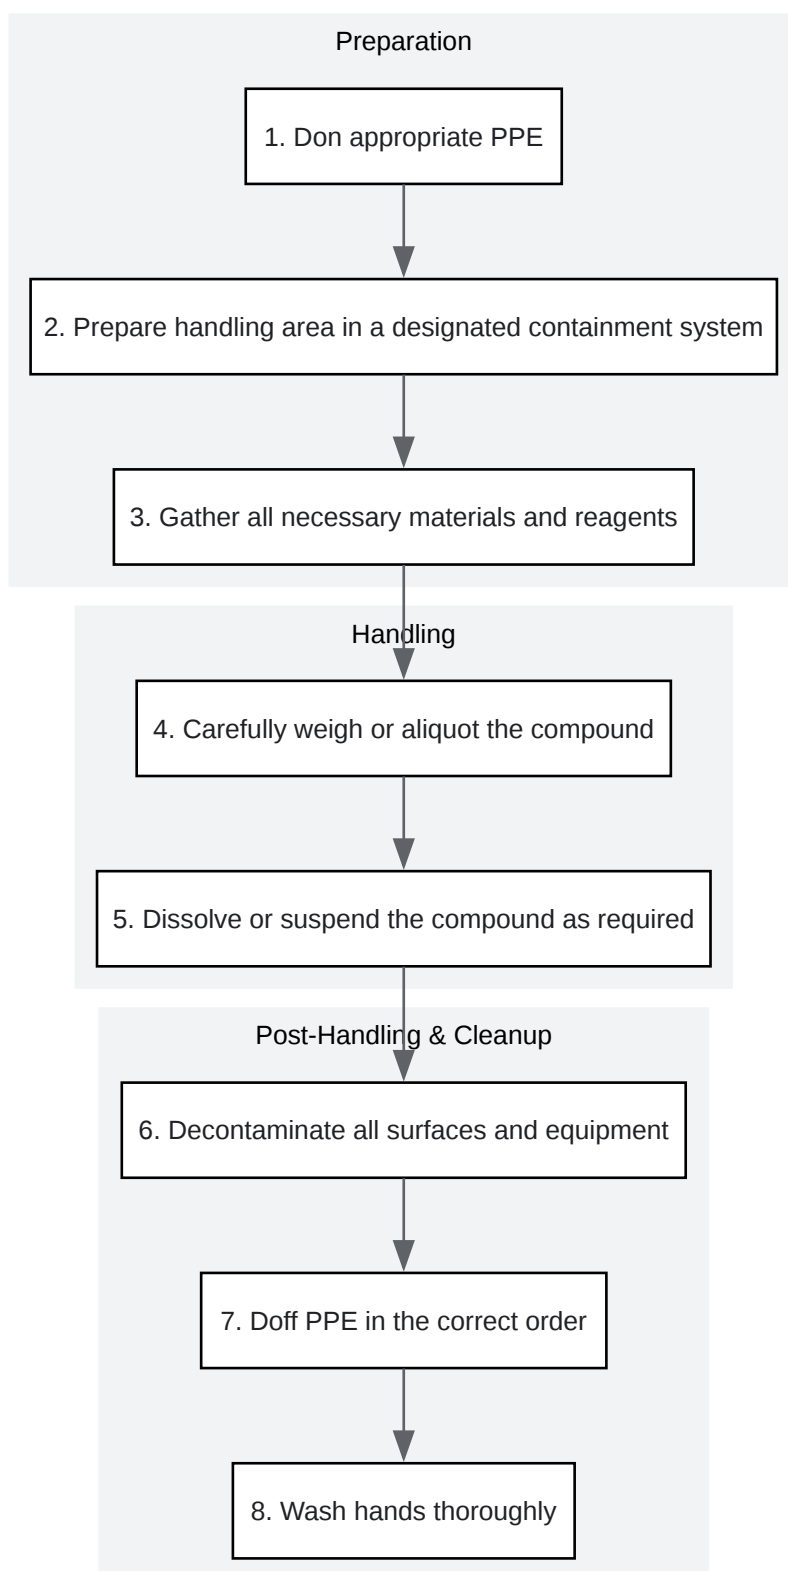 Preparation
1. Don appropriate PPE
2. Prepare handling area in a designated containment system
3. Gather all necessary materials and reagents
Handling
4. Carefully weigh or aliquot the compound
5. Dissolve or suspend the compound as required
Post-Handling & Cleanup
6. Decontaminate all surfaces and equipment
7. Doff PPE in the correct order
8. Wash hands thoroughly